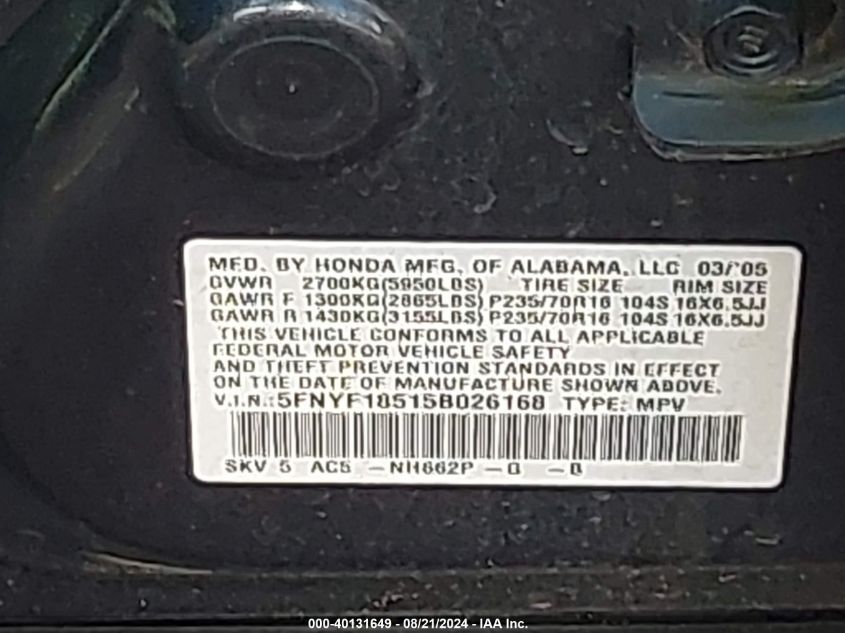 MFD. BY HONDA MFG. OF ALABAMA, LLC 03/05
GVWR 2700KG(5950LBS) TIRE SIZE RIM SIZE
GAWR F 1300KG(2865LBS) P235/70R16 104S 16X6.5JJ
GAWR R 1430KG(3155LBS) P235/70R16 104S 16X6.5JJ
THIS VEHICLE CONFORMS TO ALL APPLICABLE
FEDERAL MOTOR VEHICLE SAFETY
AND THEFT PREVENTION STANDARDS IN EFFECT
ON THE DATE OF MANUFACTURE SHOWN ABOVE.
V.I.N.: 5FNYF18515B026168 TYPE: MPV
SKV 5 AC5 -NH662P -
000-40131649 - 08/21/2024 - IAA Inc.